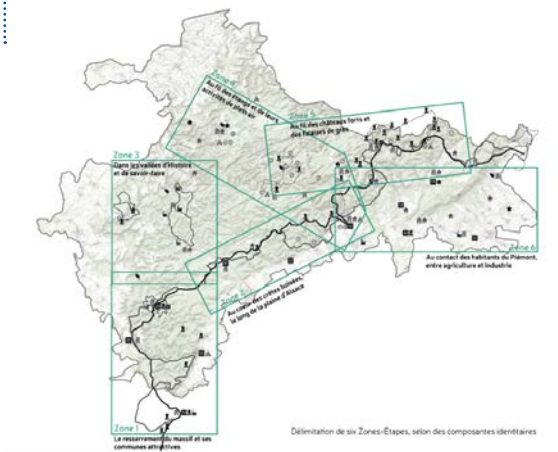 Zone 4
Au fil des étangs et de leurs
activités de plein air
Zone 5
Au fil des châteaux forts et
des falaises de grès
Zone 3
Dans les vallées d'Histoire
et de savoir-faire
Zone 6
Au contact des habitants du Piémont,
entre agriculture et industrie
Zone 2
Au coeur des crêtes boisées,
le long de la plaine d'Alsace
Zone 1
Le resserrement du massif et ses
communes attractives
Délimitation de six Zones-Etapes, selon des composantes identitaires